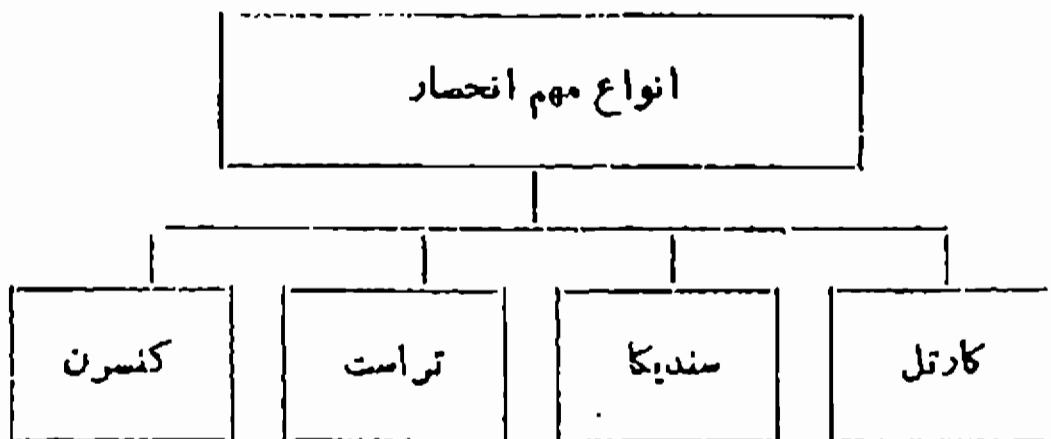 انواع مهم انحصار
کارتل
سندیکا
تراست
کنسرن